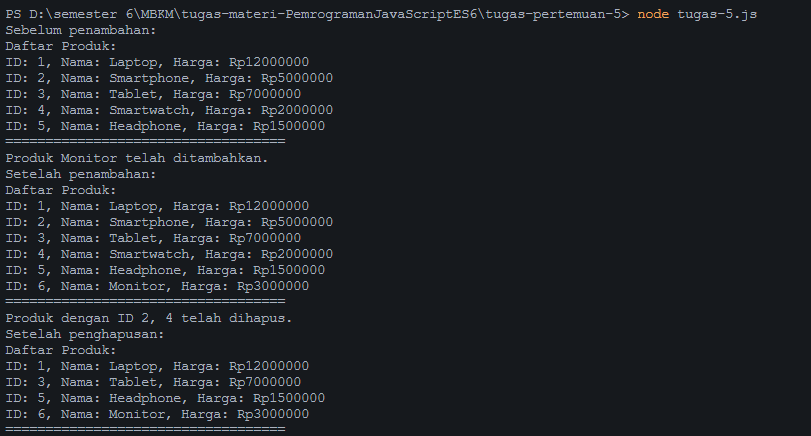 PS D:\semester 6\MBKM\tugas-materi-PemrogramanJavaScriptES6\tugas-pertemuan-5> node tugas-5.js
Sebelum penambahan:
Daftar Produk:
ID: 1, Nama: Laptop, Harga: Rp12000000
ID: 2, Nama: Smartphone, Harga: Rp5000000
ID: 3, Nama: Tablet, Harga: Rp7000000
ID: 4, Nama: Smartwatch, Harga: Rp2000000
ID: 5, Nama: Headphone, Harga: Rp1500000
===================================
Produk Monitor telah ditambahkan.
Setelah penambahan:
Daftar Produk:
ID: 1, Nama: Laptop, Harga: Rp12000000
ID: 2, Nama: Smartphone, Harga: Rp5000000
ID: 3, Nama: Tablet, Harga: Rp7000000
ID: 4, Nama: Smartwatch, Harga: Rp2000000
ID: 5, Nama: Headphone, Harga: Rp1500000
ID: 6, Nama: Monitor, Harga: Rp3000000
===================================
Produk dengan ID 2, 4 telah dihapus.
Setelah penghapusan:
Daftar Produk:
ID: 1, Nama: Laptop, Harga: Rp12000000
ID: 3, Nama: Tablet, Harga: Rp7000000
ID: 5, Nama: Headphone, Harga: Rp1500000
ID: 6, Nama: Monitor, Harga: Rp3000000
===================================